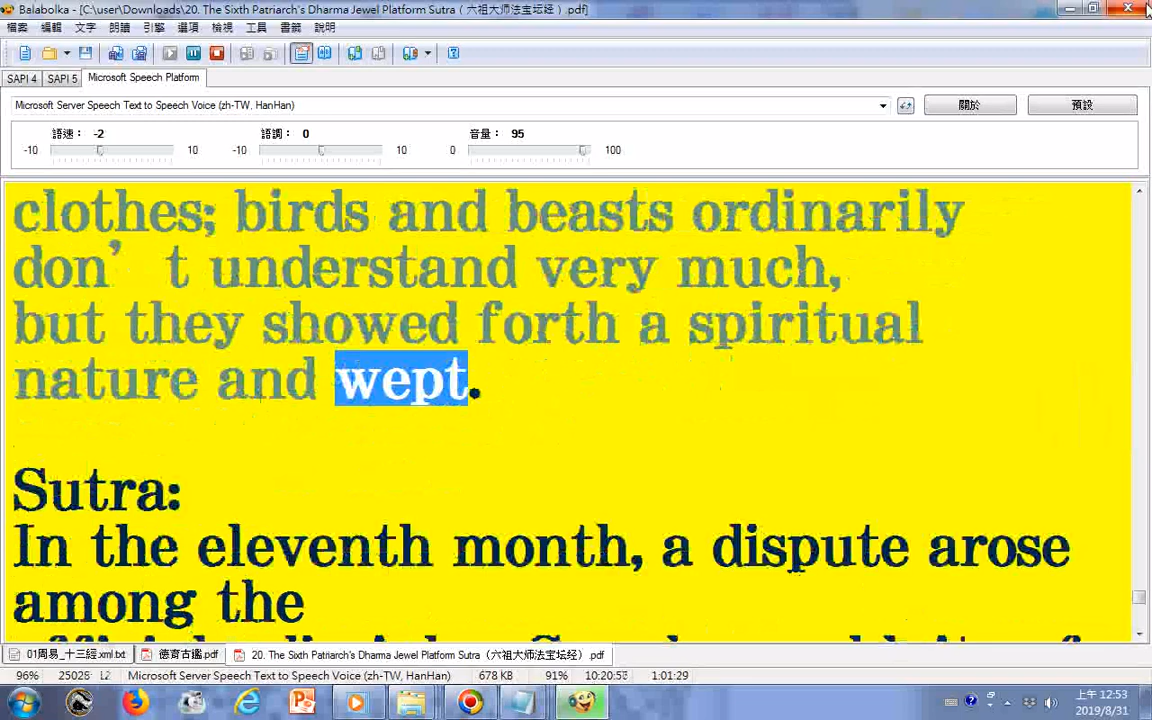 Balabolka - [C:\user\Downloads\20. The Sixth Patriarch's Dharma Jewel Platform Sutra（六祖大师法宝坛经）.pdf]
檔案 編輯 文字 朗讀 引擎 選項 檢視 工具 書籤 說明
SAPI 4 SAPI 5 Microsoft Speech Platform
Microsoft Server Speech Text to Speech Voice (zh-TW, HanHan) 關於 預設
語速： -2 語調： 0 音量： 95
-10 10 -10 10 0 100
clothes; birds and beasts ordinarily
don’t understand very much,
but they showed forth a spiritual
nature and wept.
Sutra:
In the eleventh month, a dispute arose
among the
01周易_十三經.xml.txt 德育古鑑.pdf 20. The Sixth Patriarch's Dharma Jewel Platform Sutra（六祖大师法宝坛经）.pdf
96% 25028 L2 Microsoft Server Speech Text to Speech Voice (zh-TW, HanHan) 678 KB 91% 10:20:53 1:01:29
上午 12:53
2019/8/31